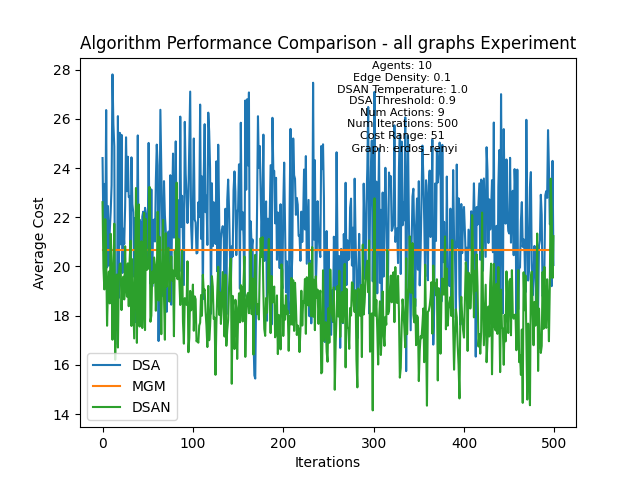 Algorithm Performance Comparison - all graphs Experiment
Agents: 10
Edge Density: 0.1
DSAN Temperature: 1.0
DSA Threshold: 0.9
Num Actions: 9
Num Iterations: 500
Cost Range: 51
Graph: erdos_renyi
28
26
24
22
20
18
16
14
Average Cost
DSA
MGM
DSAN
0
100
200
300
400
500
Iterations